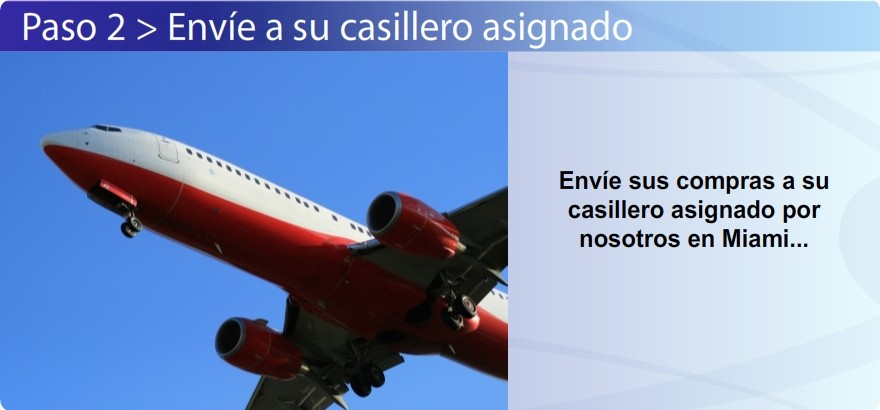 Paso 2 > Envíe a su casillero asignado
Envíe sus compras a su
casillero asignado por
nosotros en Miami...